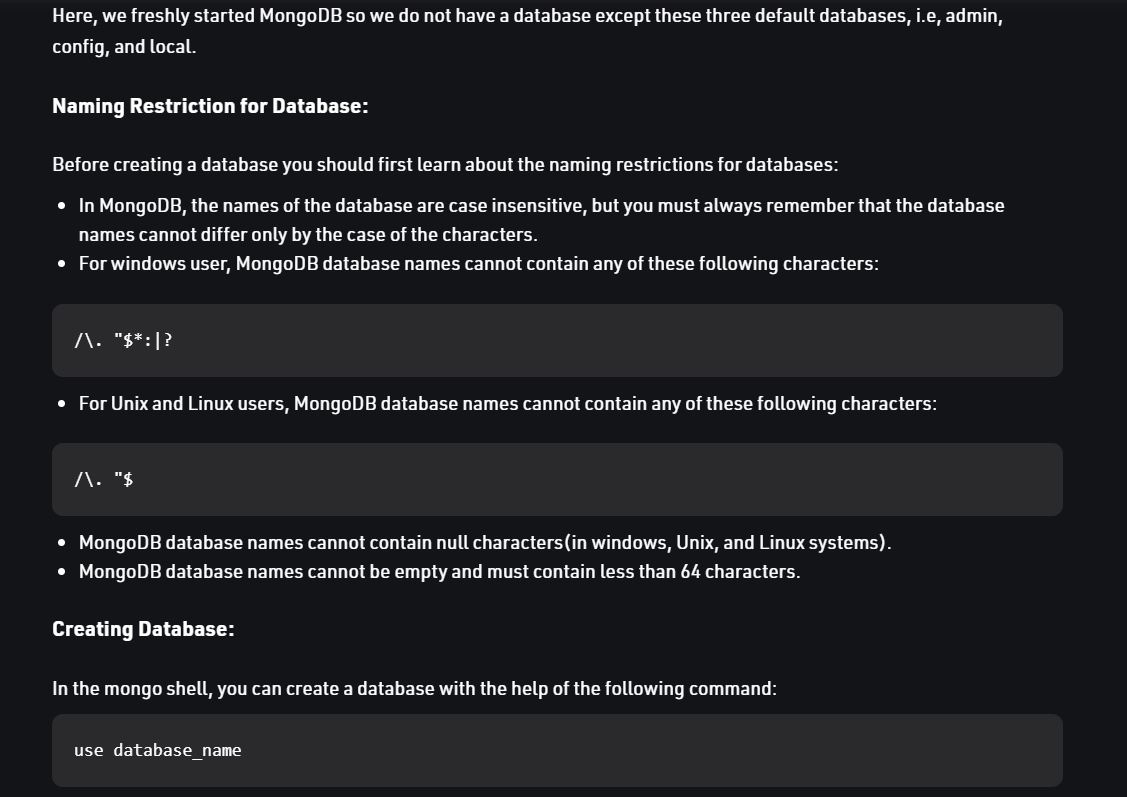 Here, we freshly started MongoDB so we do not have a database except these three default databases, i.e, admin,
config, and local.
Naming Restriction for Database:
Before creating a database you should first learn about the naming restrictions for databases:
• In MongoDB, the names of the database are case insensitive, but you must always remember that the database
names cannot differ only by the case of the characters.
• For windows user, MongoDB database names cannot contain any of these following characters:
/\. "$*:|?
• For Unix and Linux users, MongoDB database names cannot contain any of these following characters:
/\. "$
• MongoDB database names cannot contain null characters(in windows, Unix, and Linux systems).
• MongoDB database names cannot be empty and must contain less than 64 characters.
Creating Database:
In the mongo shell, you can create a database with the help of the following command:
use database_name